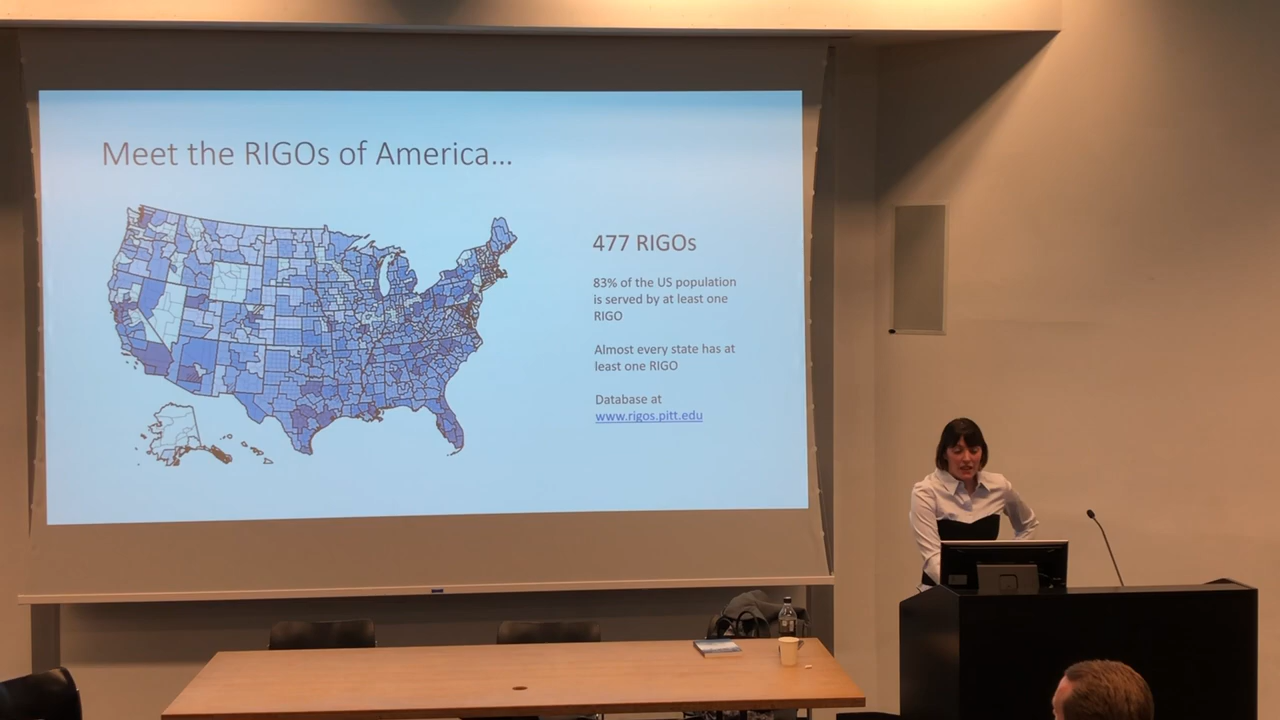 Meet the RIGOs of America...
477 RIGOs
83% of the US population
is served by at least one
RIGO
Almost every state has at
least one RIGO
Database at
www.rigos.pitt.edu